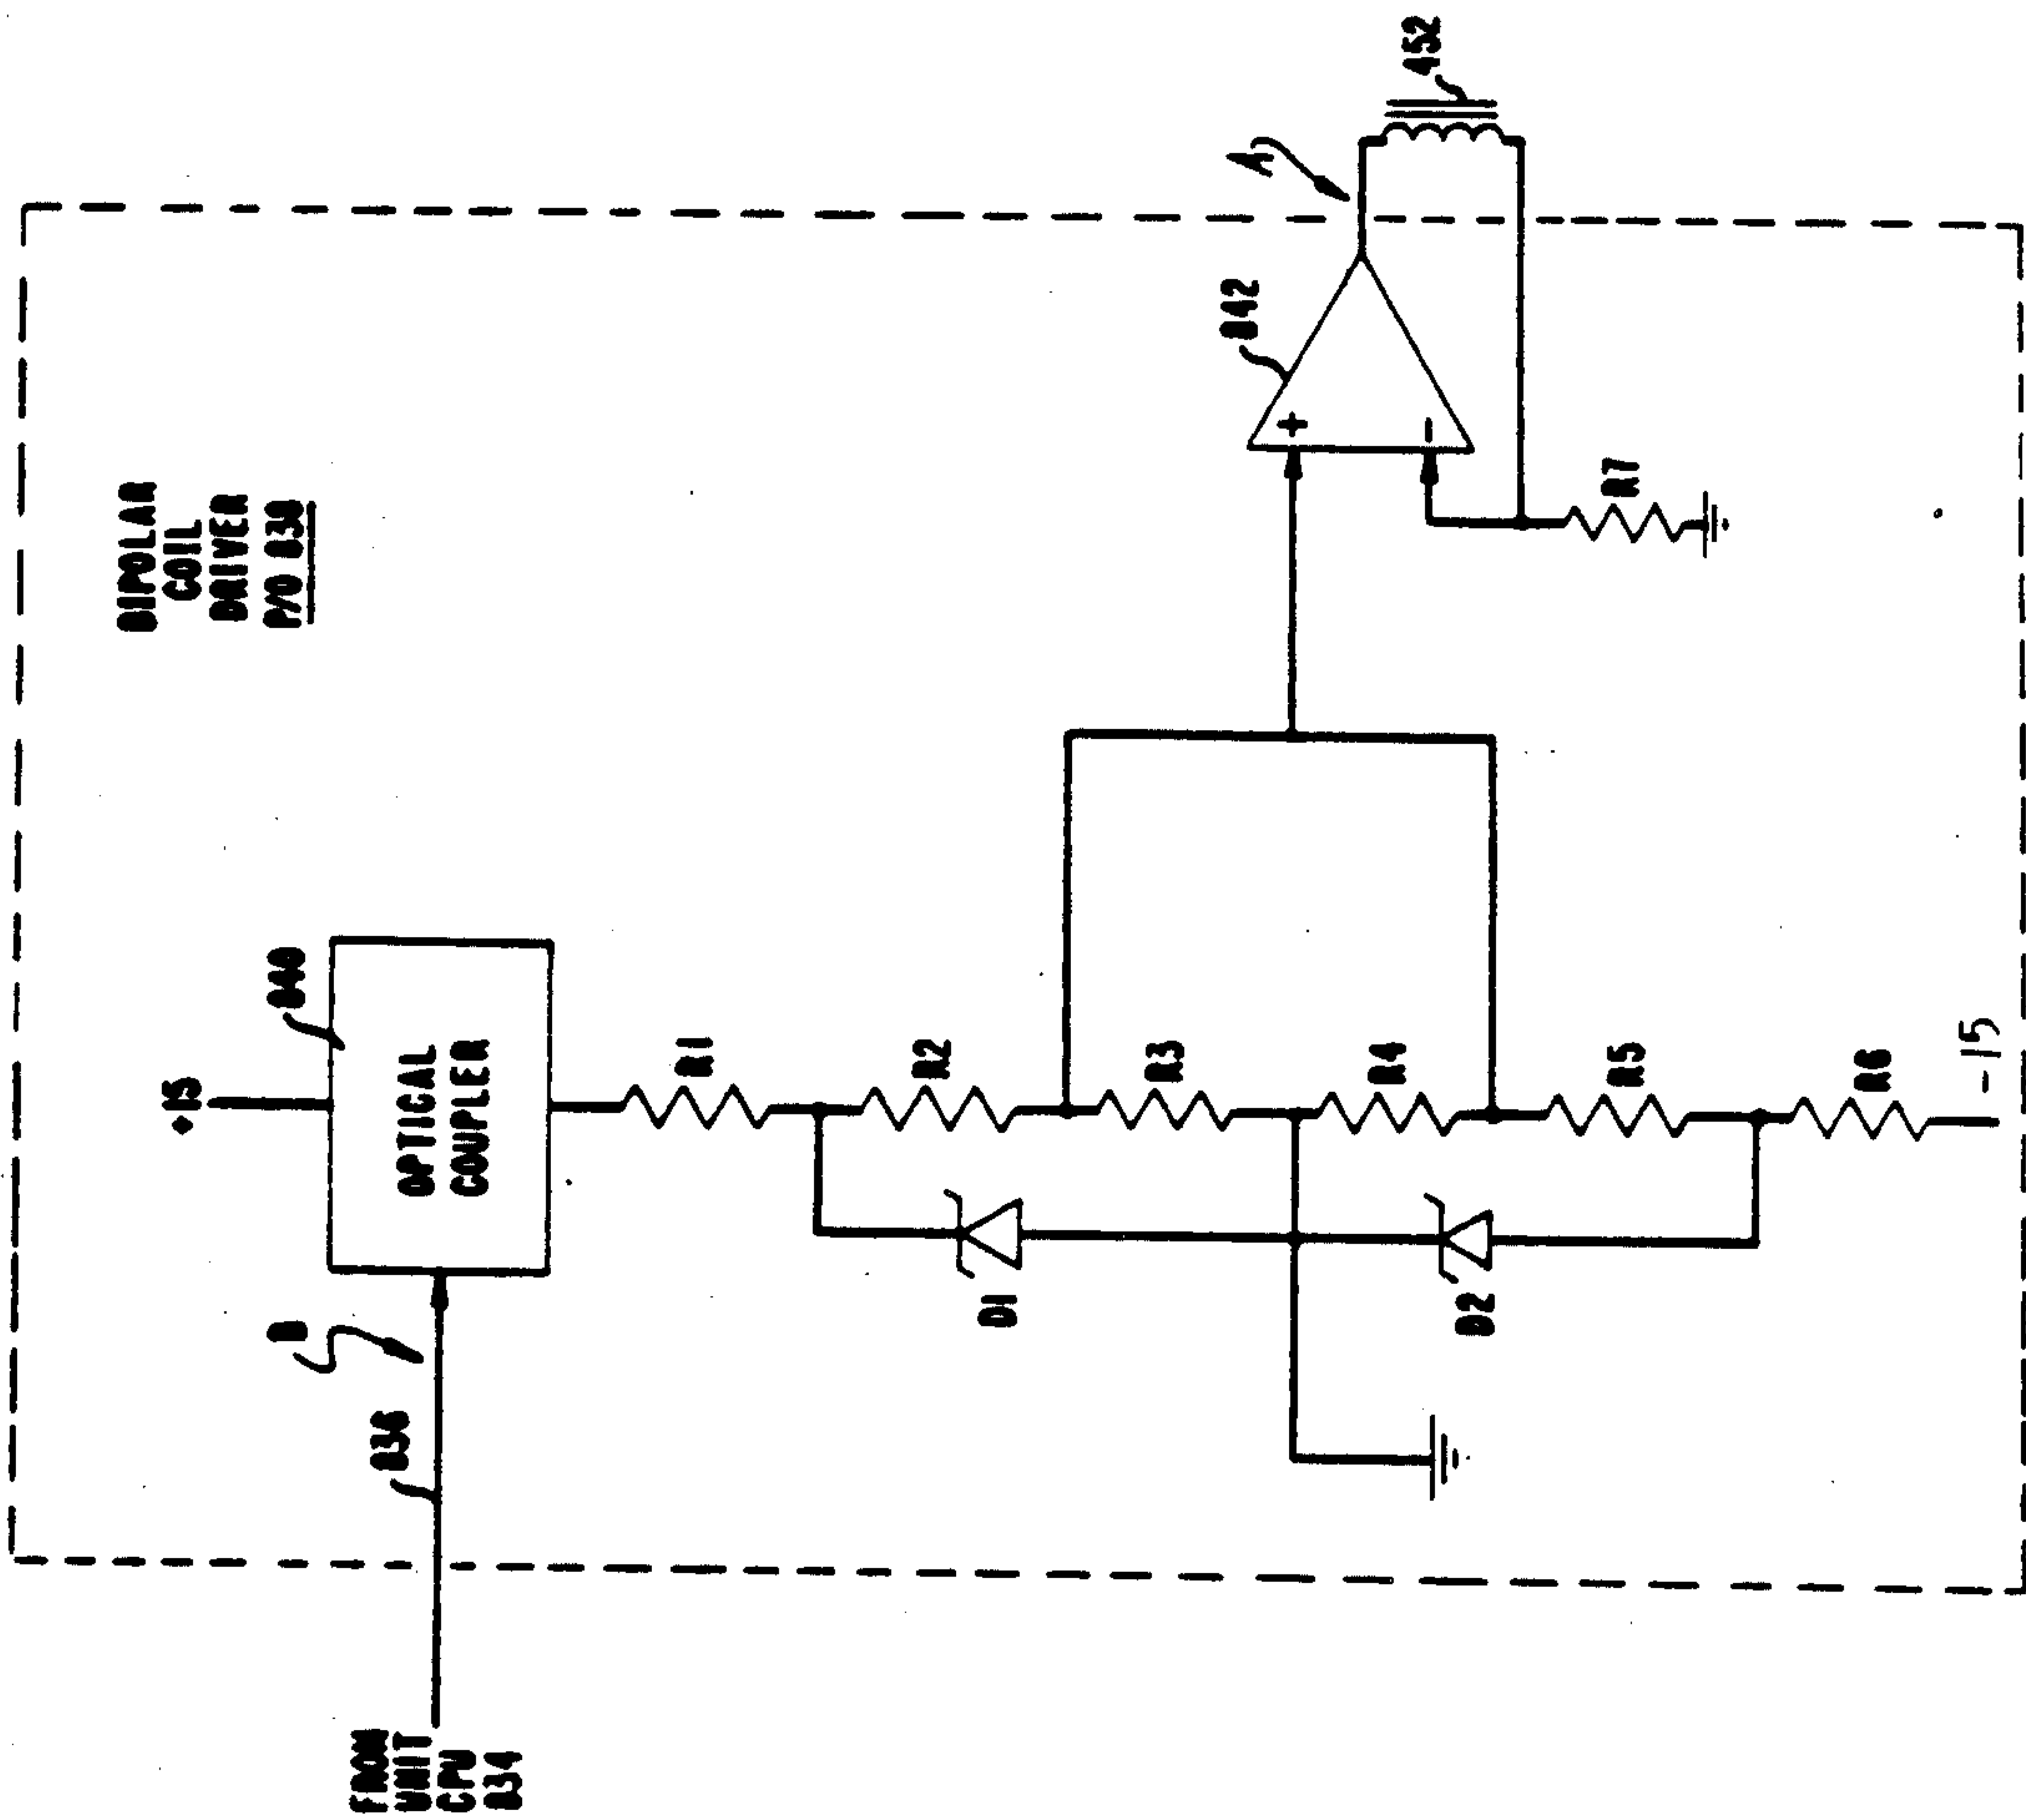 BIPOLAR
COIL
DRIVER
P/O 838
+15
840
OPTICAL
COUPLER
B
836
FROM
UNIT
CPU
834
R1
R2
R3
R4
R5
R6
-15
D1
D2
842
A
452
R7